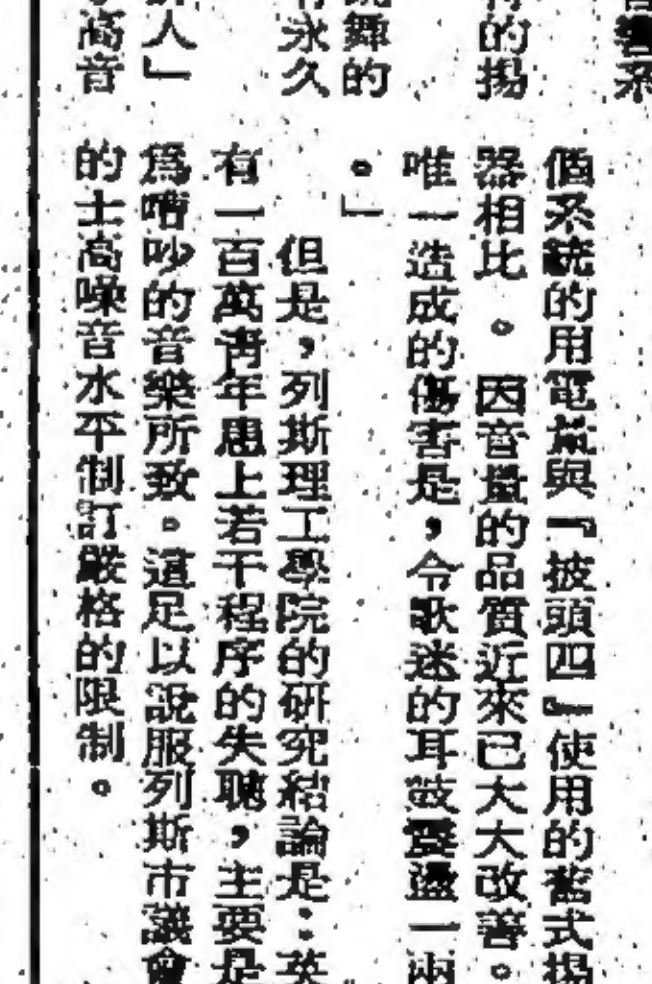 響系
的揚
舞的
永久
人」
高音
個系統的用電量與『披頭四』使用的舊式揚
器相比。因音量的品質近來已大大改善。
唯一造成的傷害是，令歌迷的耳鼓震盪一兩
。」
但是，列斯理工學院的研究結論是：英
有一百萬青年患上若干程序的失聰，主要是
爲嘈吵的音樂所致。這足以說服列斯市議會
的士高噪音水平制訂嚴格的限制。